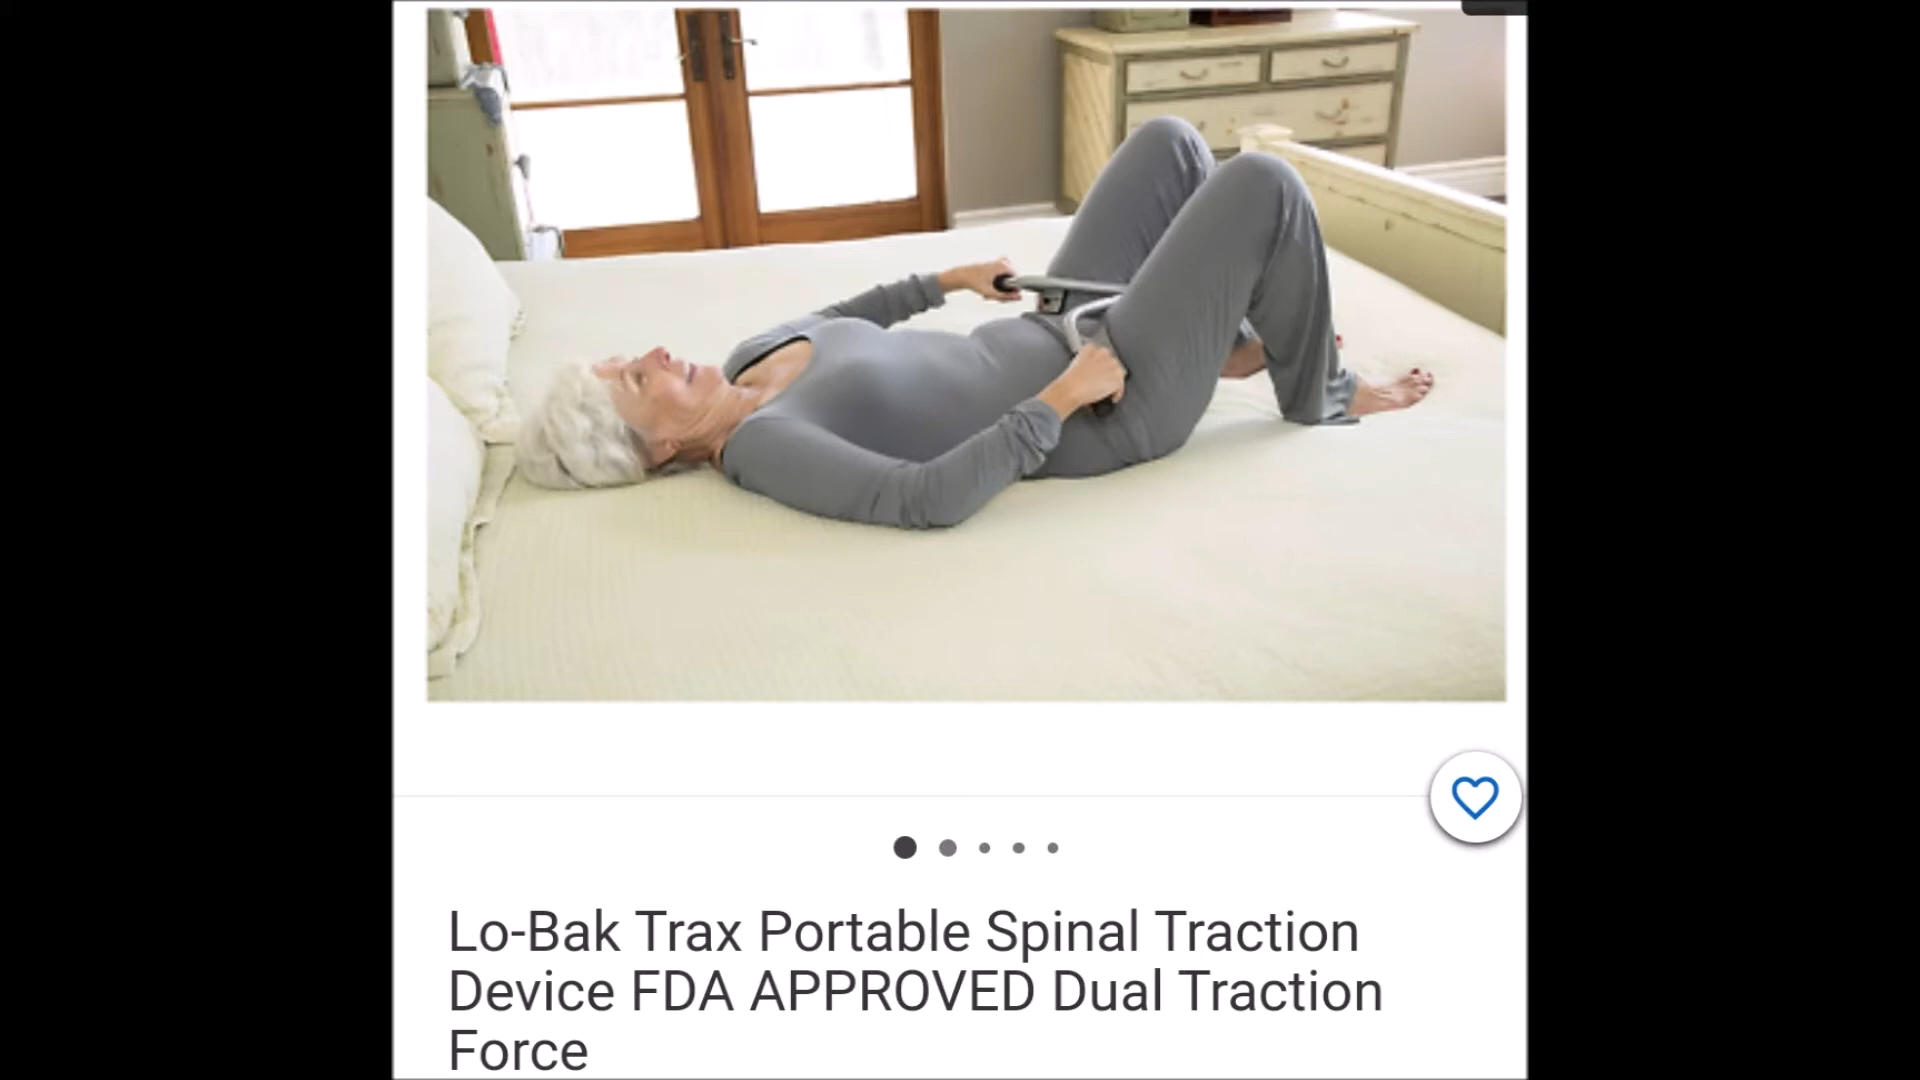 Lo-Bak Trax Portable Spinal Traction
Device FDA APPROVED Dual Traction
Force